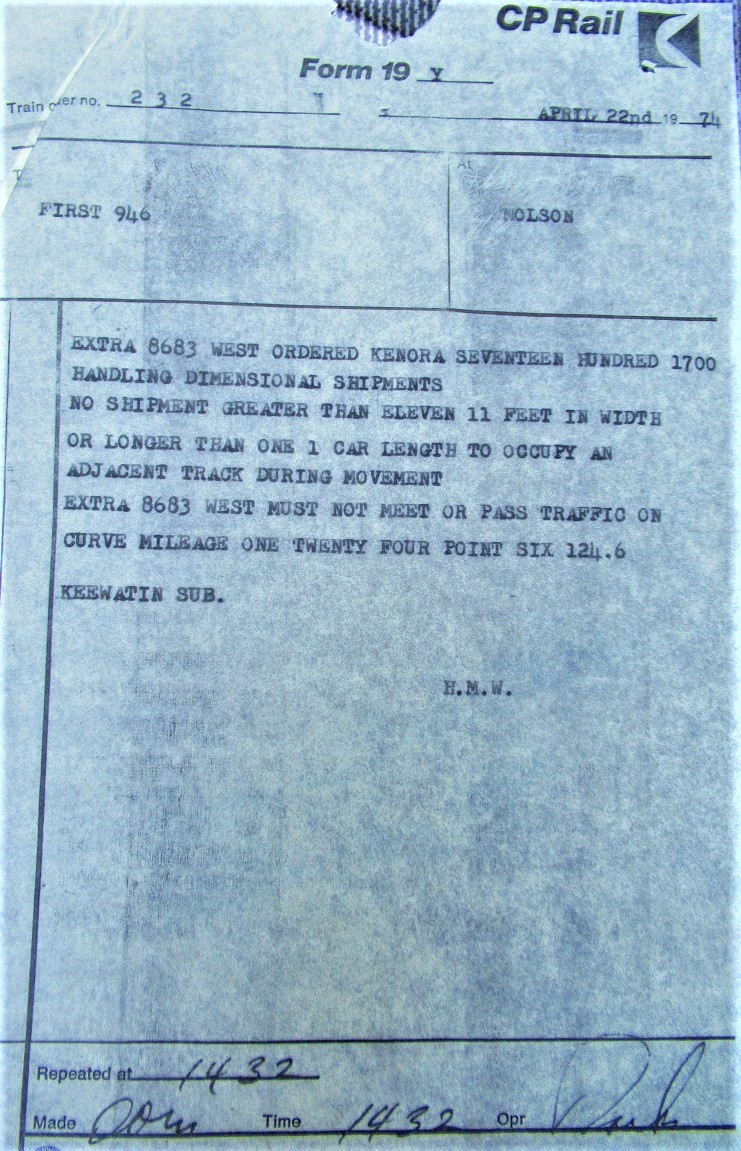 CP Rail
Form 19 Y
Train order no. 2 3 2 APRIL 22nd 19 74
At
FIRST 946 MOLSON
EXTRA 8683 WEST ORDERED KENORA SEVENTEEN HUNDRED 1700
HANDLING DIMENSIONAL SHIPMENTS
NO SHIPMENT GREATER THAN ELEVEN 11 FEET IN WIDTH
OR LONGER THAN ONE 1 CAR LENGTH TO OCCUPY AN
ADJACENT TRACK DURING MOVEMENT
EXTRA 8683 WEST MUST NOT MEET OR PASS TRAFFIC ON
CURVE MILEAGE ONE TWENTY FOUR POINT SIX 124.6
KEEWATIN SUB.
H.M.W.
Repeated at 1432
Made Com Time 1432 Opr